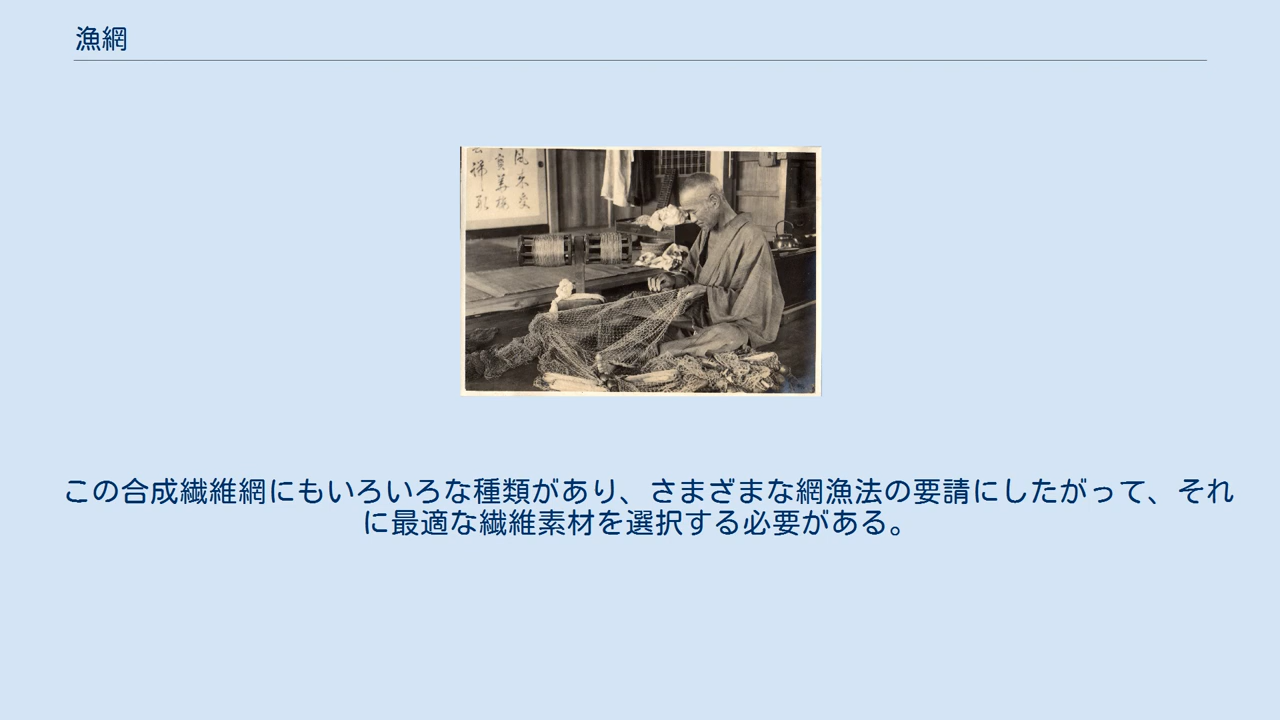 漁網
この合成繊維網にもいろいろな種類があり、さまざまな網漁法の要請にしたがって、それ
に最適な繊維素材を選択する必要がある。